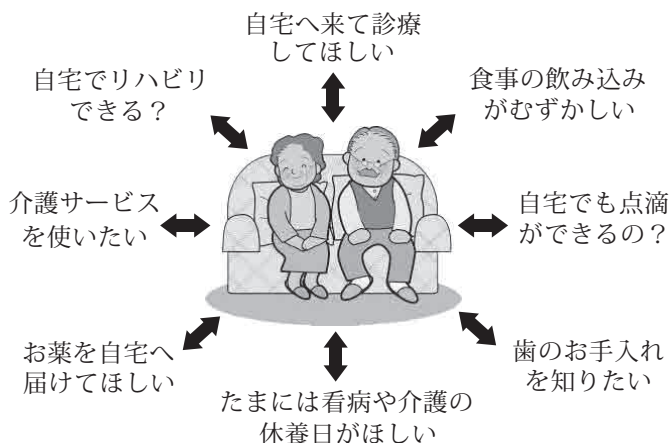 自宅へ来て診療
してほしい
自宅でリハビリ
できる？
食事の飲み込み
がむずかしい
介護サービス
を使いたい
自宅でも点滴
ができるの？
お薬を自宅へ
届けてほしい
歯のお手入れ
を知りたい
たまには看病や介護の
休養日がほしい